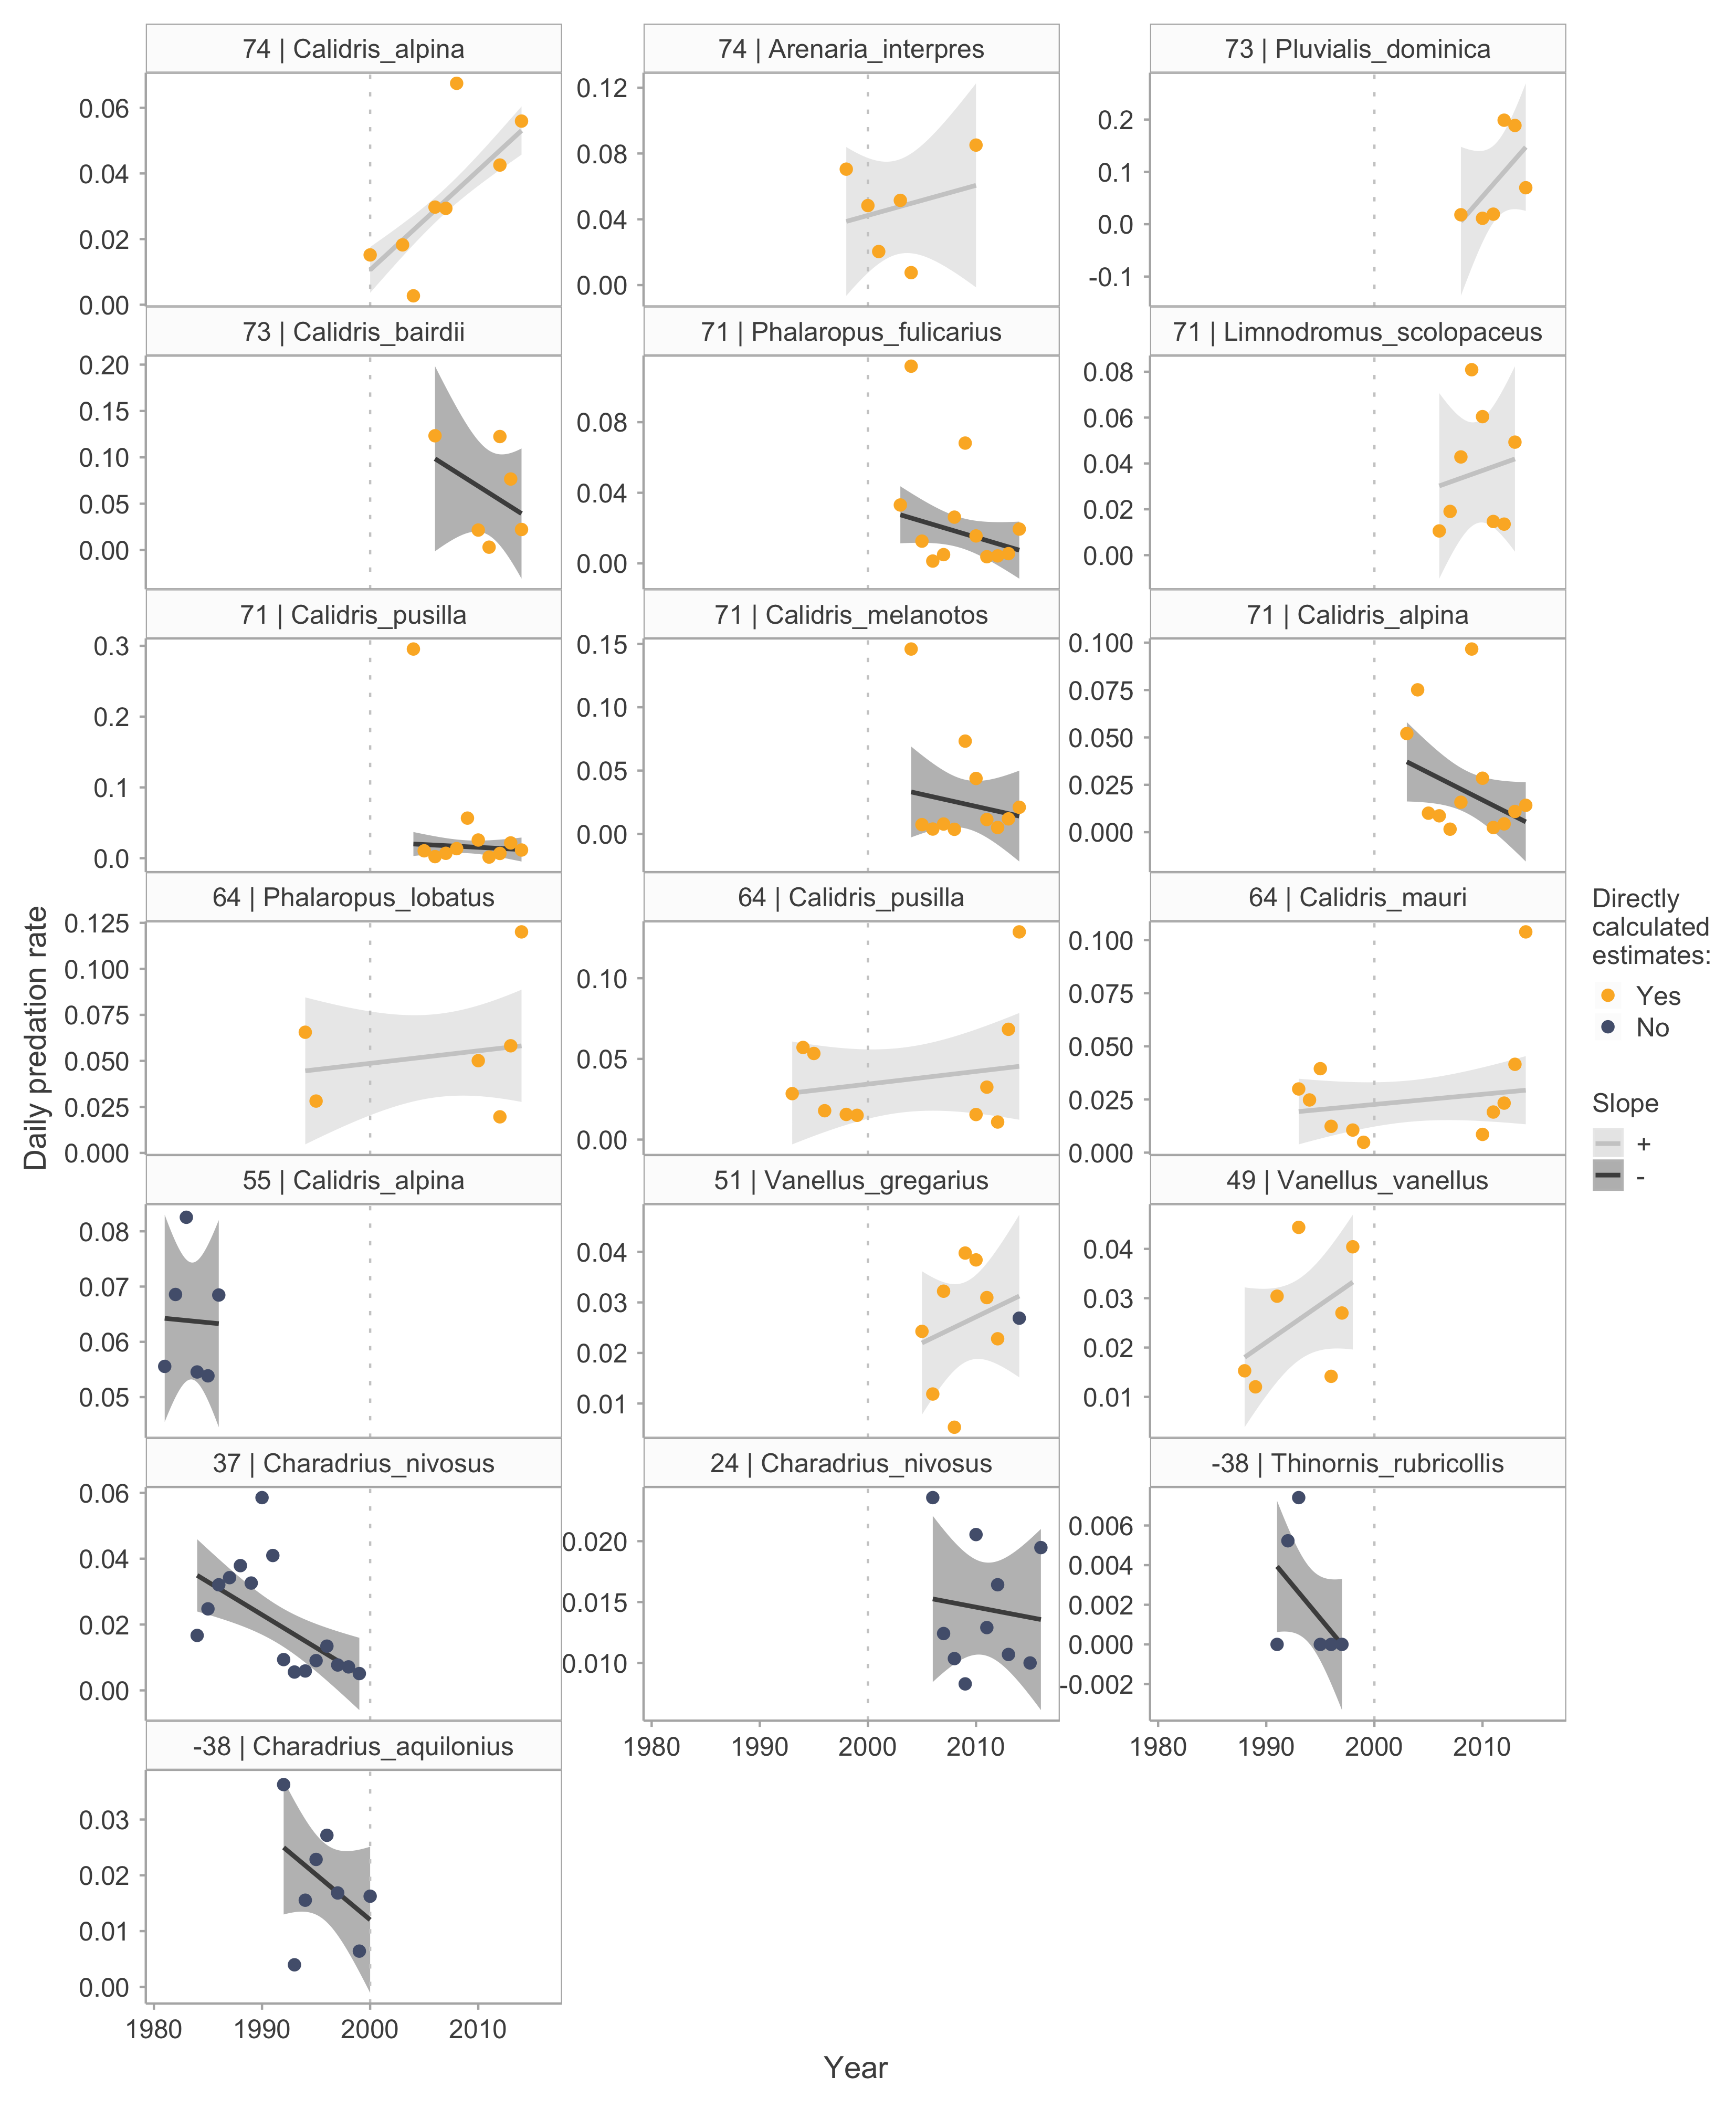 74 | Calidris_alpina
74 | Arenaria_interpres
73 | Pluvialis_dominica
0.06
0.04
0.02
0.00
0.12
0.08
0.04
0.00
0.2
0.1
0.0
-0.1
73 | Calidris_bairdii
71 | Phalaropus_fulicarius
71 | Limnodromus_scolopaceus
0.20
0.15
0.10
0.05
0.00
0.08
0.04
0.00
0.08
0.06
0.04
0.02
0.00
71 | Calidris_pusilla
71 | Calidris_melanotos
71 | Calidris_alpina
0.3
0.2
0.1
0.0
0.15
0.10
0.05
0.00
0.100
0.075
0.050
0.025
0.000
64 | Phalaropus_lobatus
64 | Calidris_pusilla
64 | Calidris_mauri
0.125
0.100
0.075
0.050
0.025
0.000
0.10
0.05
0.00
0.100
0.075
0.050
0.025
0.000
55 | Calidris_alpina
51 | Vanellus_gregarius
49 | Vanellus_vanellus
0.08
0.07
0.06
0.05
0.04
0.03
0.02
0.01
0.04
0.03
0.02
0.01
37 | Charadrius_nivosus
24 | Charadrius_nivosus
-38 | Thinornis_rubricollis
0.06
0.04
0.02
0.00
0.020
0.015
0.010
0.006
0.004
0.002
0.000
-0.002
1980 1990 2000 2010
1980 1990 2000 2010
-38 | Charadrius_aquilonius
0.03
0.02
0.01
0.00
1980 1990 2000 2010
Year
Daily predation rate
Directly
calculated
estimates:
Yes
No
Slope
+
-